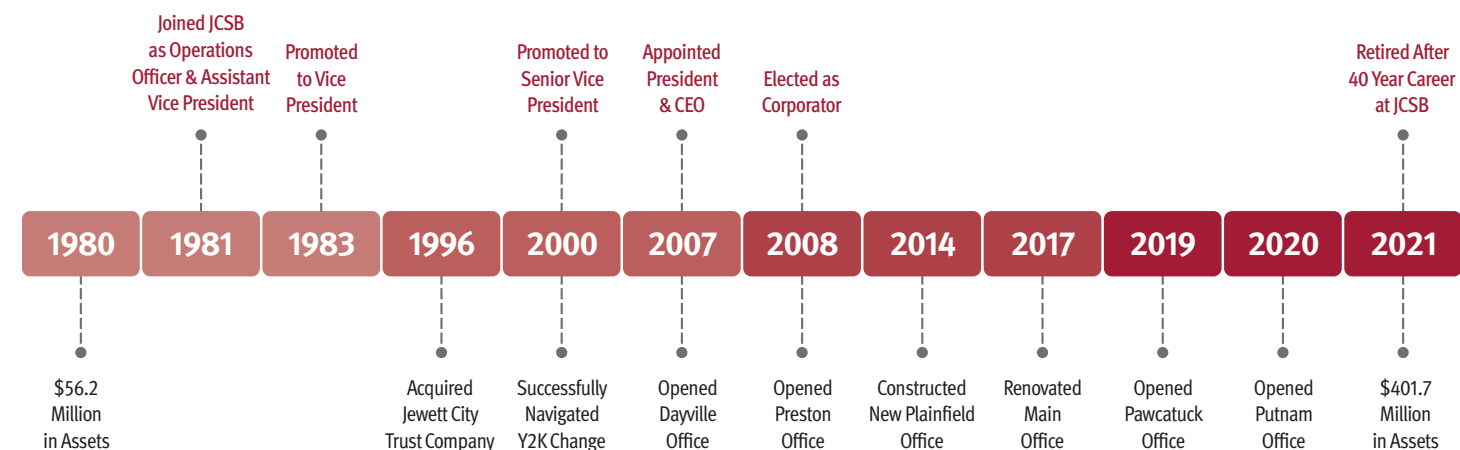 Joined JCSB
as Operations
Officer & Assistant
Vice President
Promoted
to Vice
President
Promoted to
Senior Vice
President
Appointed
President
& CEO
Elected as
Corporator
Retired After
40 Year Career
at JCSB
1980
1981
1983
1996
2000
2007
2008
2014
2017
2019
2020
2021
$56.2
Million
in Assets
Acquired
Jewett City
Trust Company
Successfully
Navigated
Y2K Change
Opened
Dayville
Office
Opened
Preston
Office
Constructed
New Plainfield
Office
Renovated
Main
Office
Opened
Pawcatuck
Office
Opened
Putnam
Office
$401.7
Million
in Assets